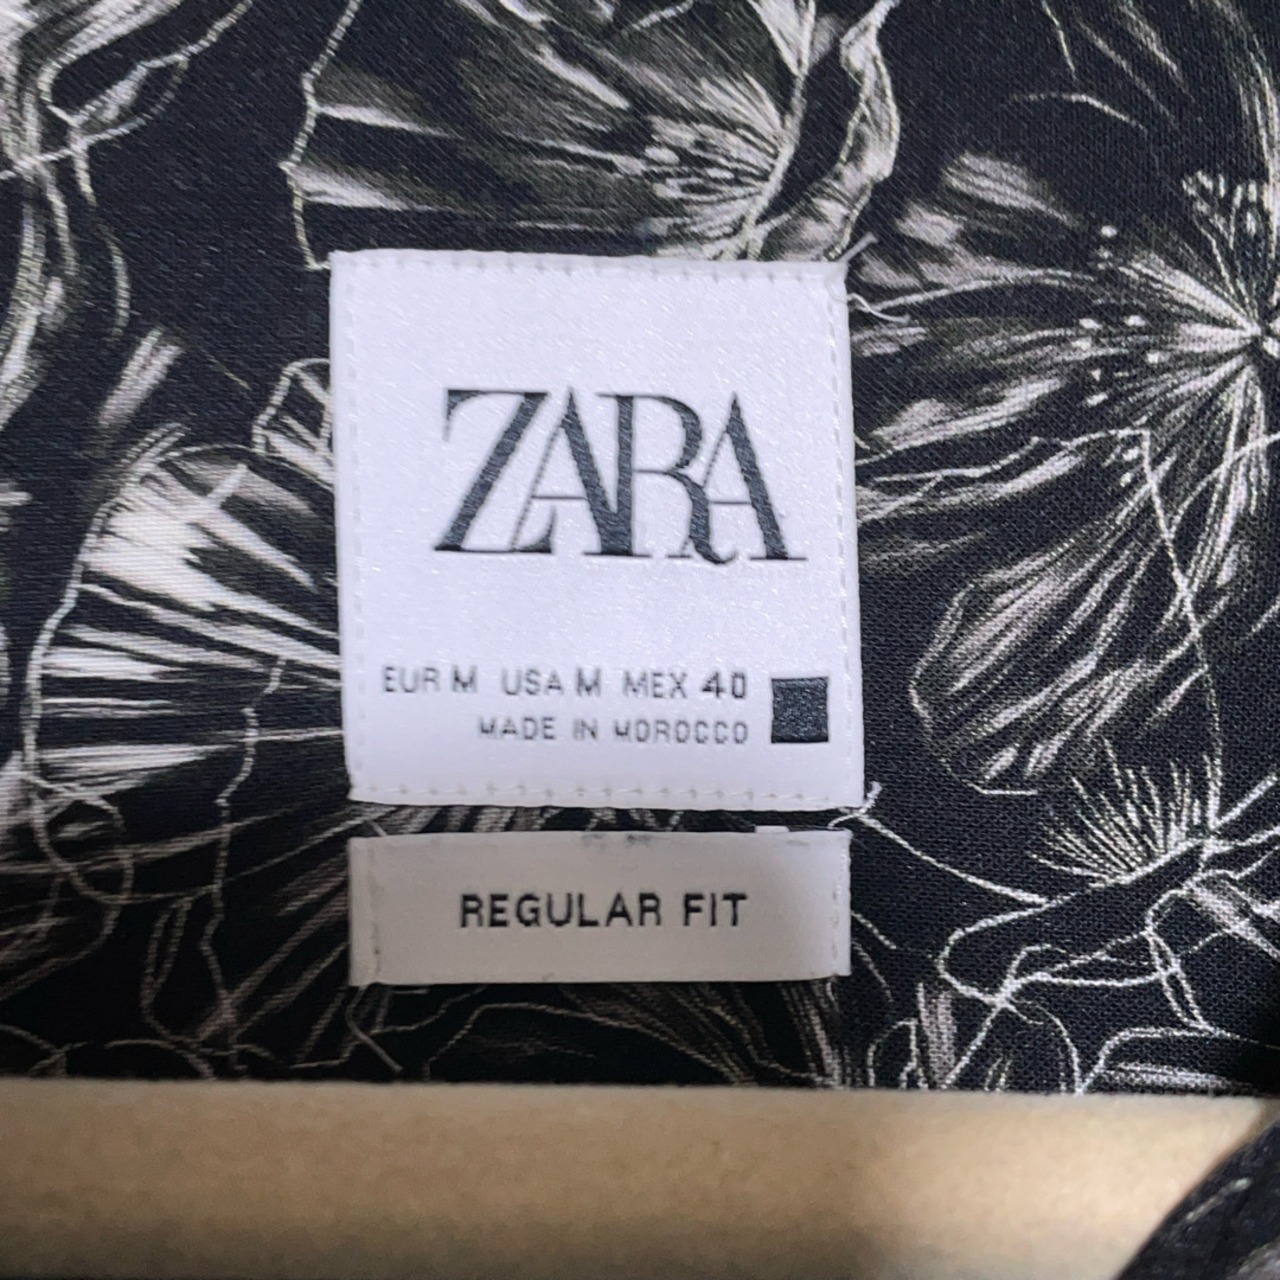 ZARA
EUR M USA M MEX 40
MADE IN MOROCCO
REGULAR FIT